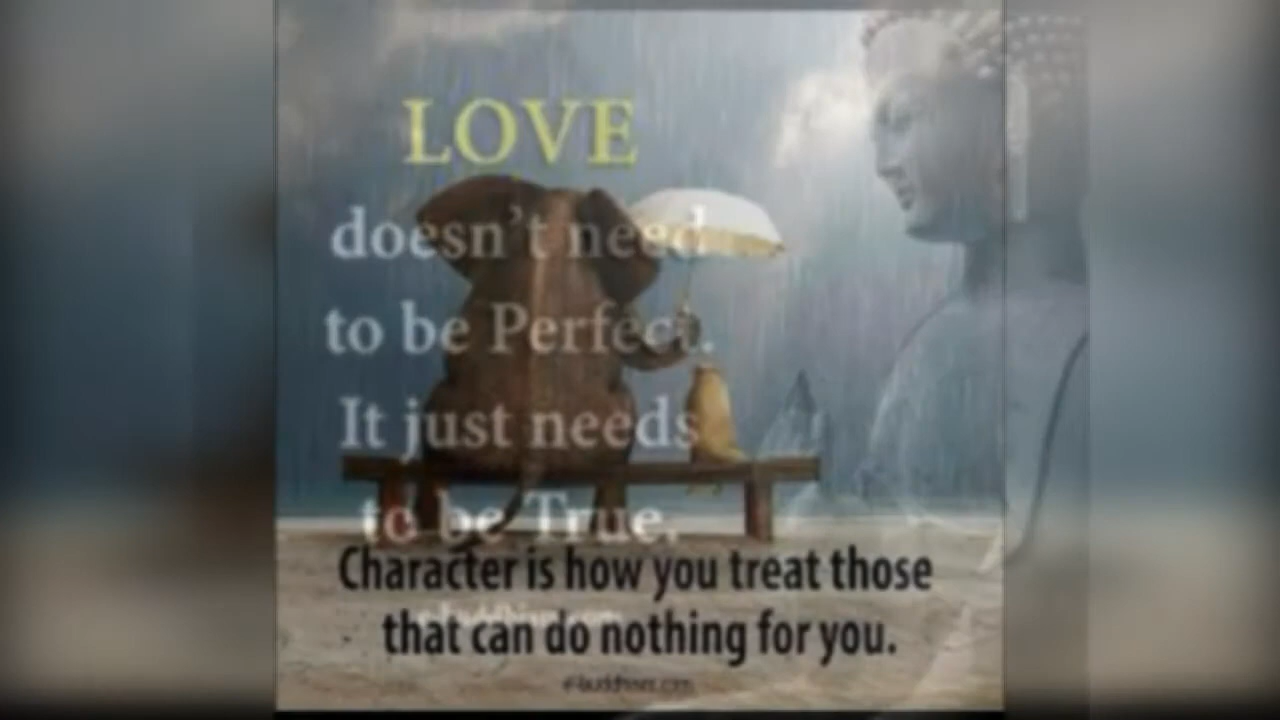 LOVE
doesn't need
to be Perfect.
It just needs
to be True.
Character is how you treat those
that can do nothing for you.